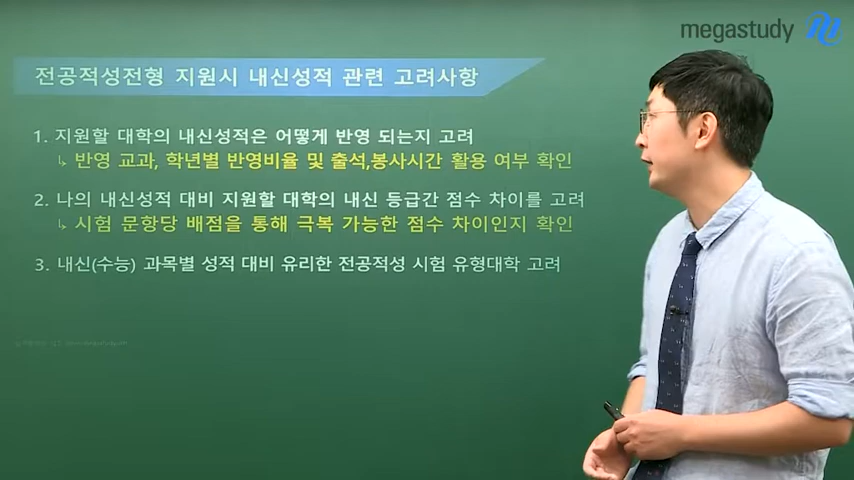 megastudy
전공적성전형 지원시 내신성적 관련 고려사항
1. 지원할 대학의 내신성적은 어떻게 반영 되는지 고려
↳ 반영 교과, 학년별 반영비율 및 출석,봉사시간 활용 여부 확인
2. 나의 내신성적 대비 지원할 대학의 내신 등급간 점수 차이를 고려
↳ 시험 문항당 배점을 통해 극복 가능한 점수 차이인지 확인
3. 내신(수능) 과목별 성적 대비 유리한 전공적성 시험 유형대학 고려